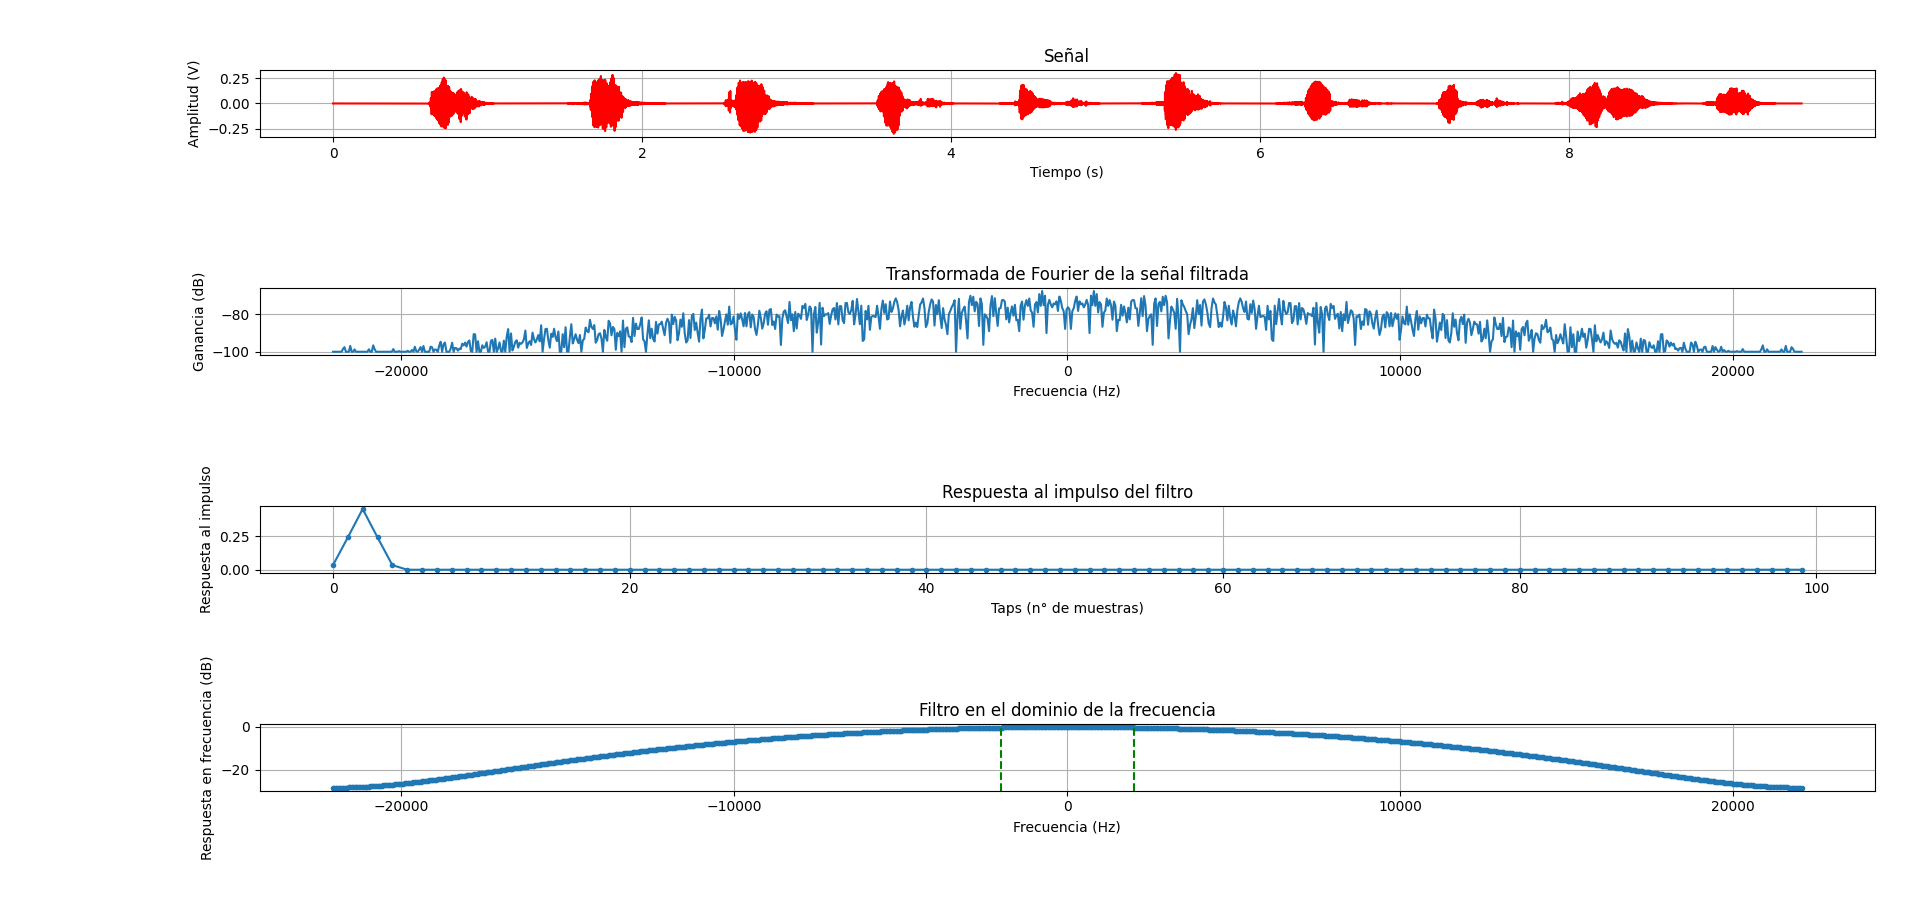 Señal
Amplitud (V)
0.25
0.00
−0.25
0 2 4 6 8
Tiempo (s)
Transformada de Fourier de la señal filtrada
Ganancia (dB)
−80
−100
−20000 −10000 0 10000 20000
Frecuencia (Hz)
Respuesta al impulso del filtro
Respuesta al impulso
0.25
0.00
0 20 40 60 80 100
Taps (n° de muestras)
Filtro en el dominio de la frecuencia
Respuesta en frecuencia (dB)
0
−20
−20000 −10000 0 10000 20000
Frecuencia (Hz)